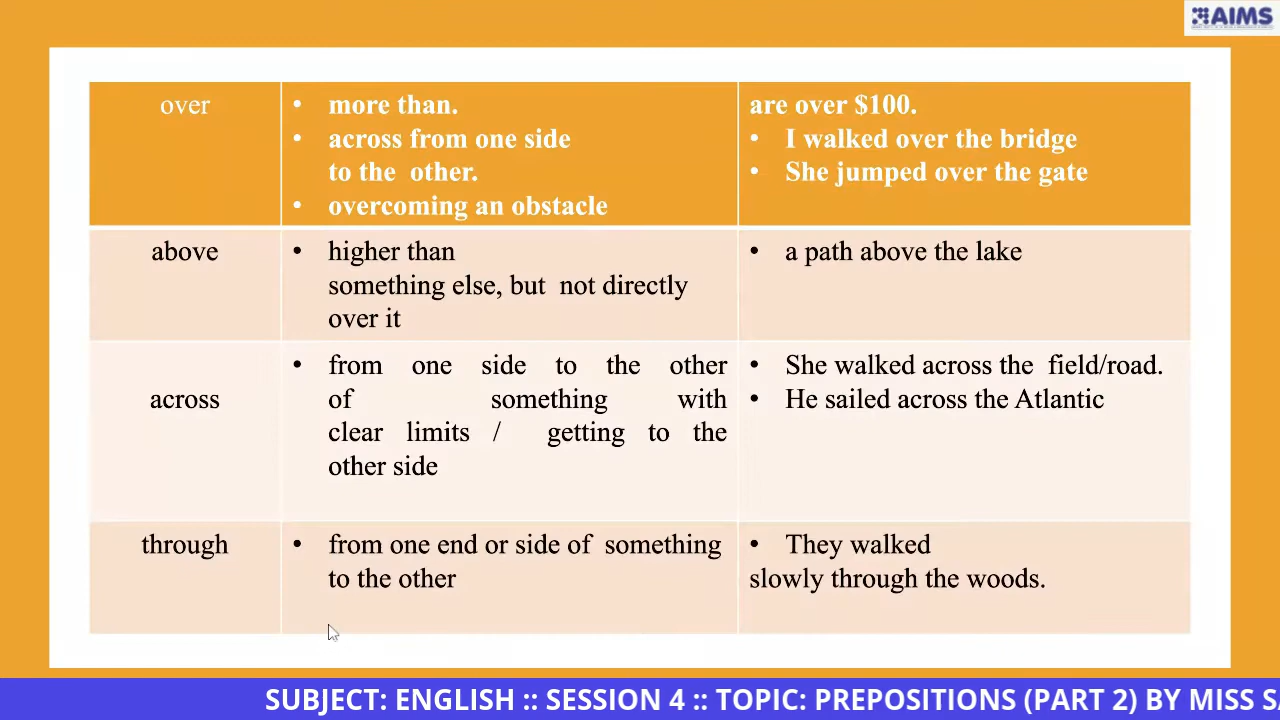 AIMS
over
• more than.
• across from one side
to the other.
• overcoming an obstacle
are over $100.
• I walked over the bridge
• She jumped over the gate
above
• higher than
something else, but not directly
over it
• a path above the lake
across
• from one side to the other
of something with
clear limits / getting to the
other side
• She walked across the field/road.
• He sailed across the Atlantic
through
• from one end or side of something
to the other
• They walked
slowly through the woods.
SUBJECT: ENGLISH :: SESSION 4 :: TOPIC: PREPOSITIONS (PART 2) BY MISS SA